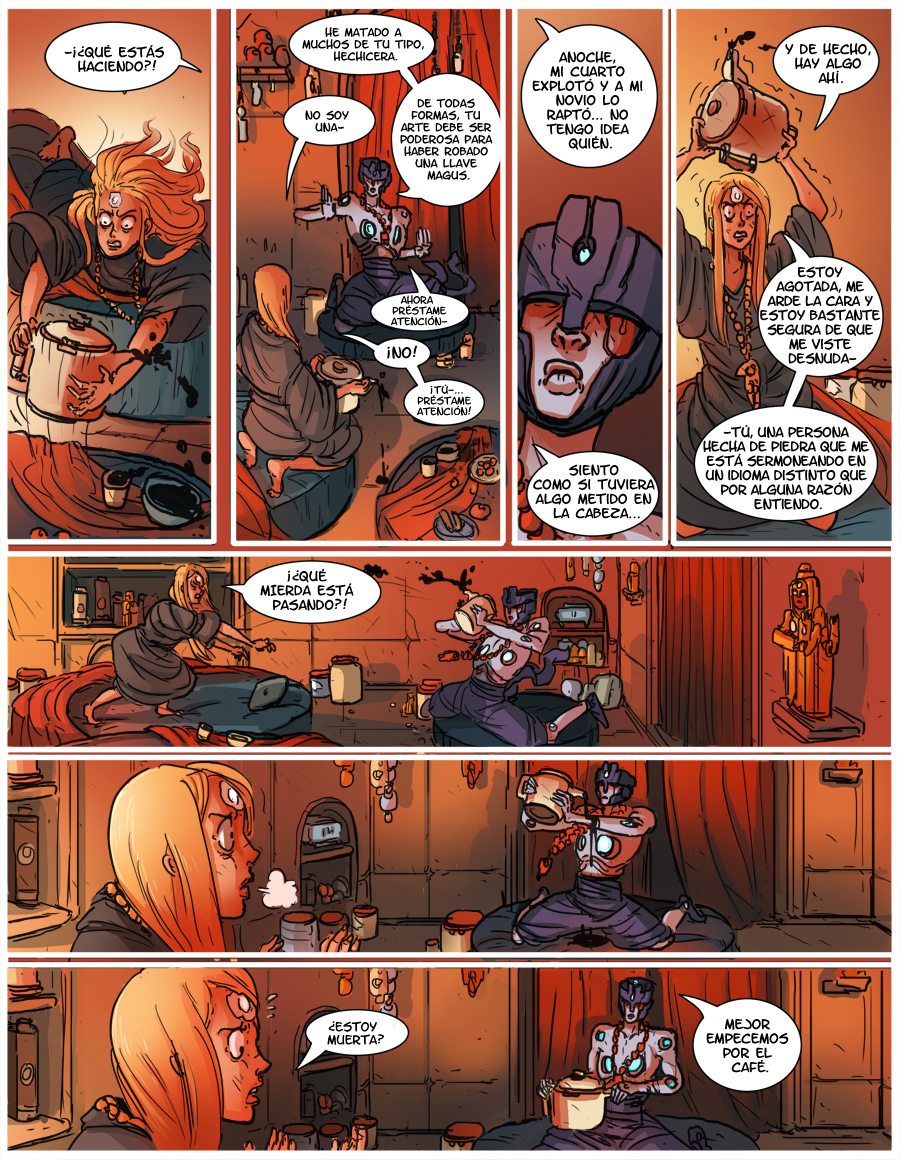 -¡¿QUÉ ESTÁS
HACIENDO?!
HE MATADO A
MUCHOS DE TU TIPO,
HECHICERA.
NO SOY
UNA-
DE TODAS
FORMAS, TU
ARTE DEBE SER
PODEROSA PARA
HABER ROBADO
UNA LLAVE
MAGUS.
AHORA
PRÉSTAME
ATENCIÓN-
¡NO!
¡TÚ-...
PRÉSTAME
ATENCIÓN!
ANOCHE,
MI CUARTO
EXPLOTÓ Y A MI
NOVIO LO
RAPTÓ... NO
TENGO IDEA
QUIÉN.
SIENTO
COMO SI TUVIERA
ALGO METIDO EN
LA CABEZA...
Y DE HECHO,
HAY ALGO
AHÍ.
ESTOY
AGOTADA, ME
ARDE LA CARA Y
ESTOY BASTANTE
SEGURA DE QUE
ME VISTE
DESNUDA-
-TÚ, UNA PERSONA
HECHA DE PIEDRA QUE ME
ESTÁ SERMONEANDO EN
UN IDIOMA DISTINTO QUE
POR ALGUNA RAZÓN
ENTIENDO.
¡¿QUÉ
MIERDA ESTÁ
PASANDO?!
¿ESTOY
MUERTA?
MEJOR
EMPECEMOS
POR EL
CAFÉ.